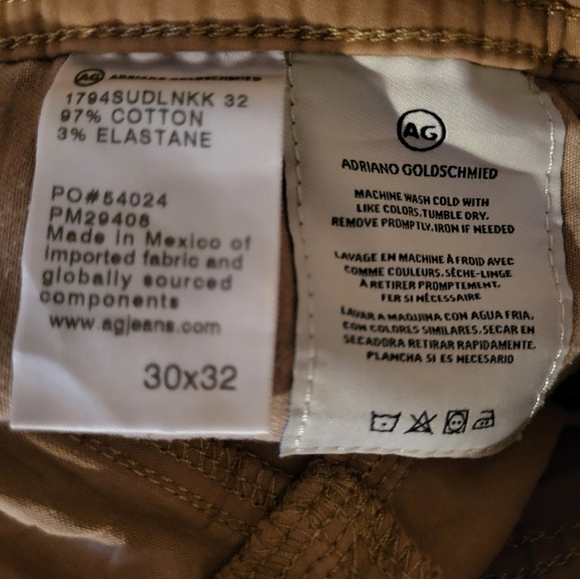 AG ADRIANO GOLDSCHMIED
1794SUDLNKK 32
97% COTTON
3% ELASTANE
PO#54024
PM29408
Made in Mexico of
imported fabric and
globally sourced
components
www.agjeans.com
30x32
AG
ADRIANO GOLDSCHMIED
MACHINE WASH COLD WITH
LIKE COLORS.TUMBLE DRY.
REMOVE PROMPTLY.IRON IF NEEDED
LAVAGE EN MACHINE À FROID AVEC
COMME COULEURS.SÈCHE-LINGE
À RETIRER PROMPTEMENT.
FER SI NÉCESSAIRE
LAVAR A MAQUINA CON AGUA FRIA.
CON COLORES SIMILARES.SECAR EN
SECADORA RETIRAR RAPIDAMENTE.
PLANCHA SI ES NECESARIO